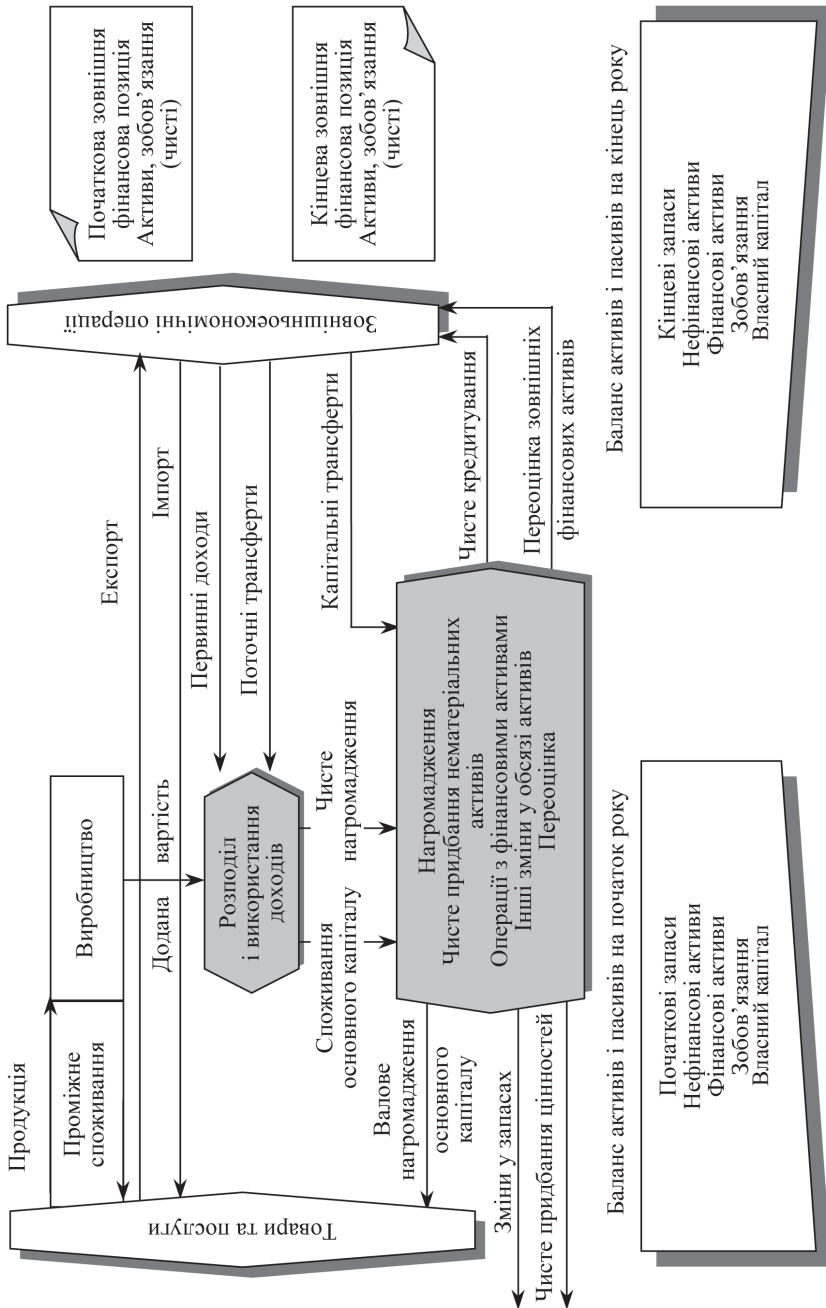 Початкова зовнішня
фінансова позиція
Активи, зобов’язання
(чисті)
Кінцева зовнішня
фінансова позиція
Активи, зобов’язання
(чисті)
Зовнішньоекономічні операції
Експорт
Імпорт
Первинні доходи
Поточні трансферти
Капітальні трансферти
Чисте кредитування
Переоцінка зовнішніх
фінансових активів
Продукція
Проміжне
споживання
Виробництво
Додана вартість
Розподіл
і використання
доходів
Товари та послуги
Споживання
основного капіталу
Чисте
нагромадження
Валове
нагромадження
основного
капіталу
Нагромадження
Чисте придбання нематеріальних
активів
Операції з фінансовими активами
Інші зміни у обсязі активів
Переоцінка
Зміни у запасах
Чисте придбання цінностей
Баланс активів і пасивів на початок року
Початкові запаси
Нефінансові активи
Фінансові активи
Зобов’язання
Власний капітал
Баланс активів і пасивів на кінець року
Кінцеві запаси
Нефінансові активи
Фінансові активи
Зобов’язання
Власний капітал